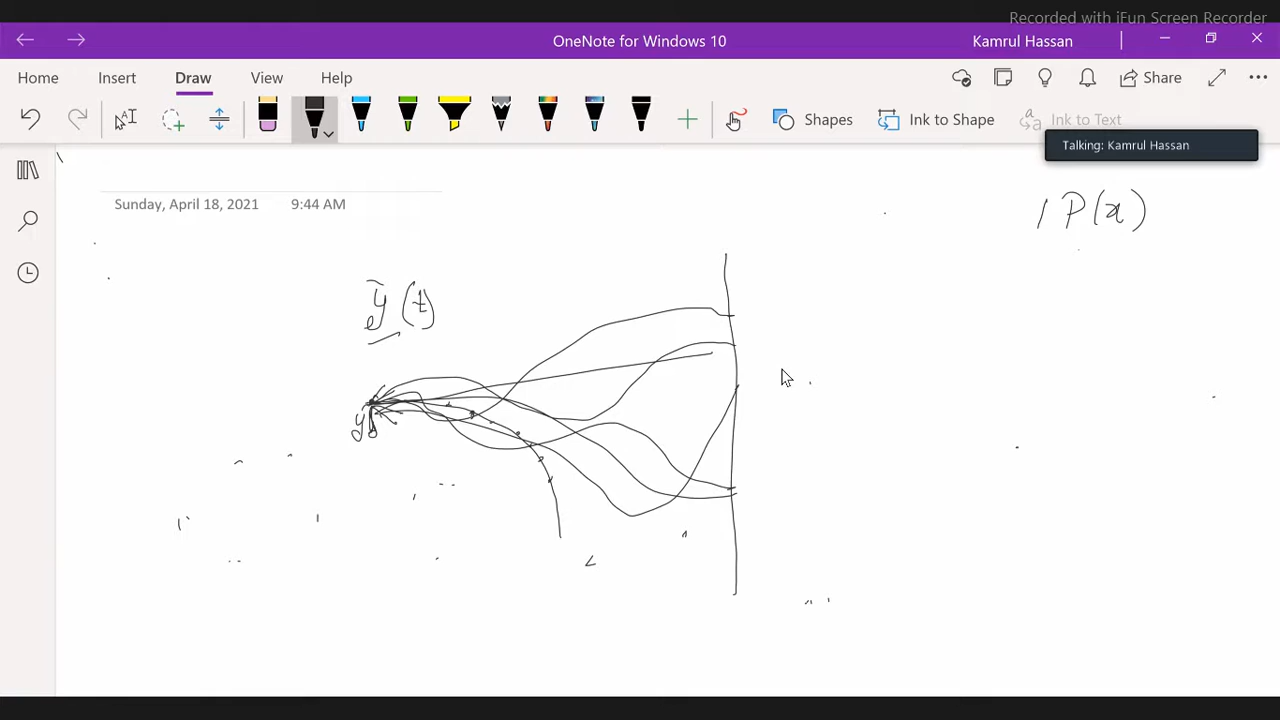 Recorded with iFun Screen Recorder
OneNote for Windows 10
Kamrul Hassan
Home Insert Draw View Help
Share
Shapes
Ink to Shape
Ink to Text
Talking: Kamrul Hassan
Sunday, April 18, 2021 9:44 AM
P(x)
y(t)
y₀